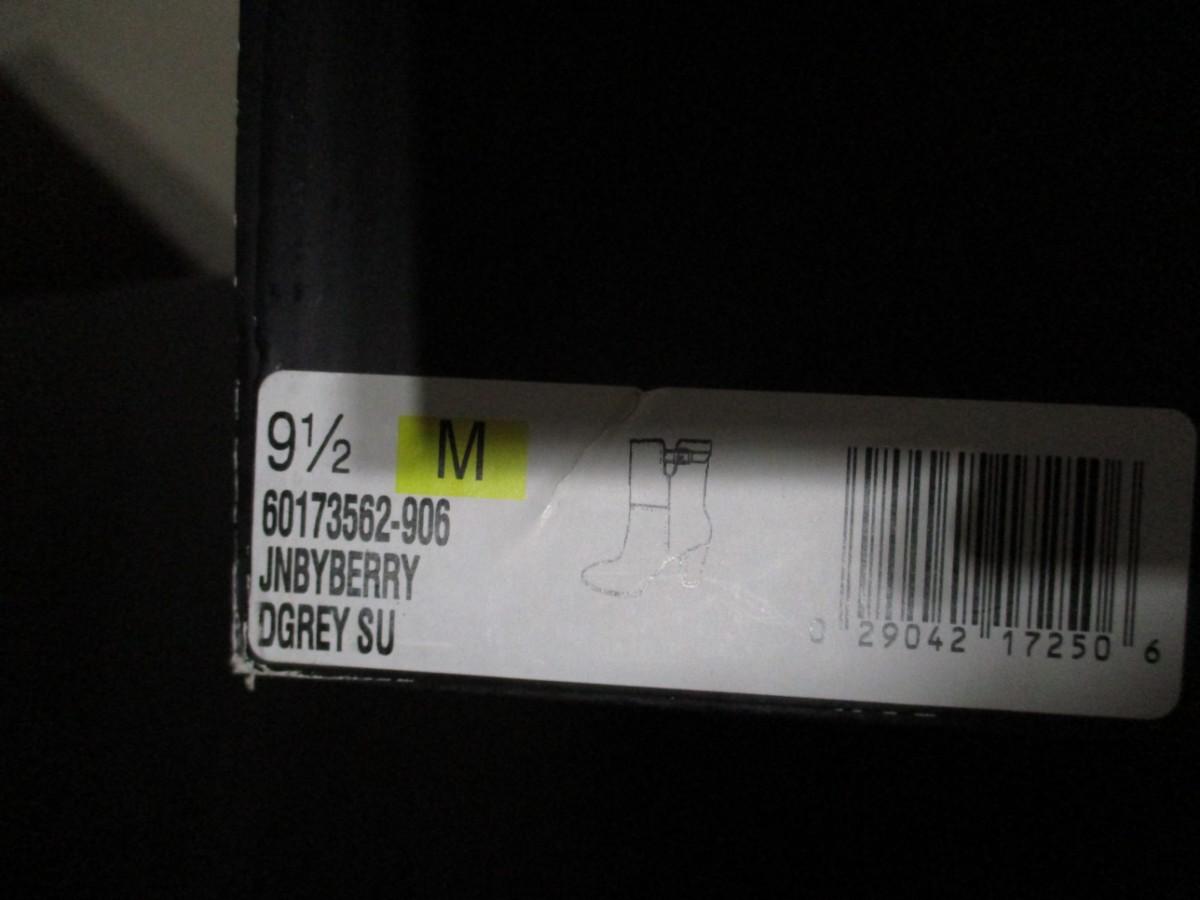 9½ M
60173562-906
JNBYBERRY
DGREY SU
0 29042 17250 6